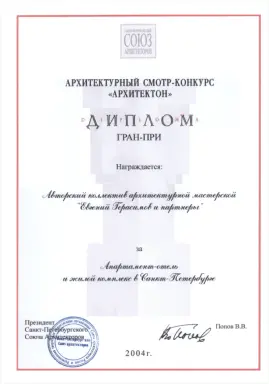 СОЮЗ
АРХИТЕКТОРОВ
АРХИТЕКТУРНЫЙ СМОТР-КОНКУРС
«АРХИТЕКТОН»
ДИПЛОМ
ГРАН-ПРИ
Награждается:
Авторский коллектив архитектурной мастерской
"Евгений Герасимов и партнеры"
за
Апартамент-отель
и жилой комплекс в Санкт-Петербурге
Президент
Санкт-Петербургского
Союза Архитекторов
Попов В.В.
2004г.